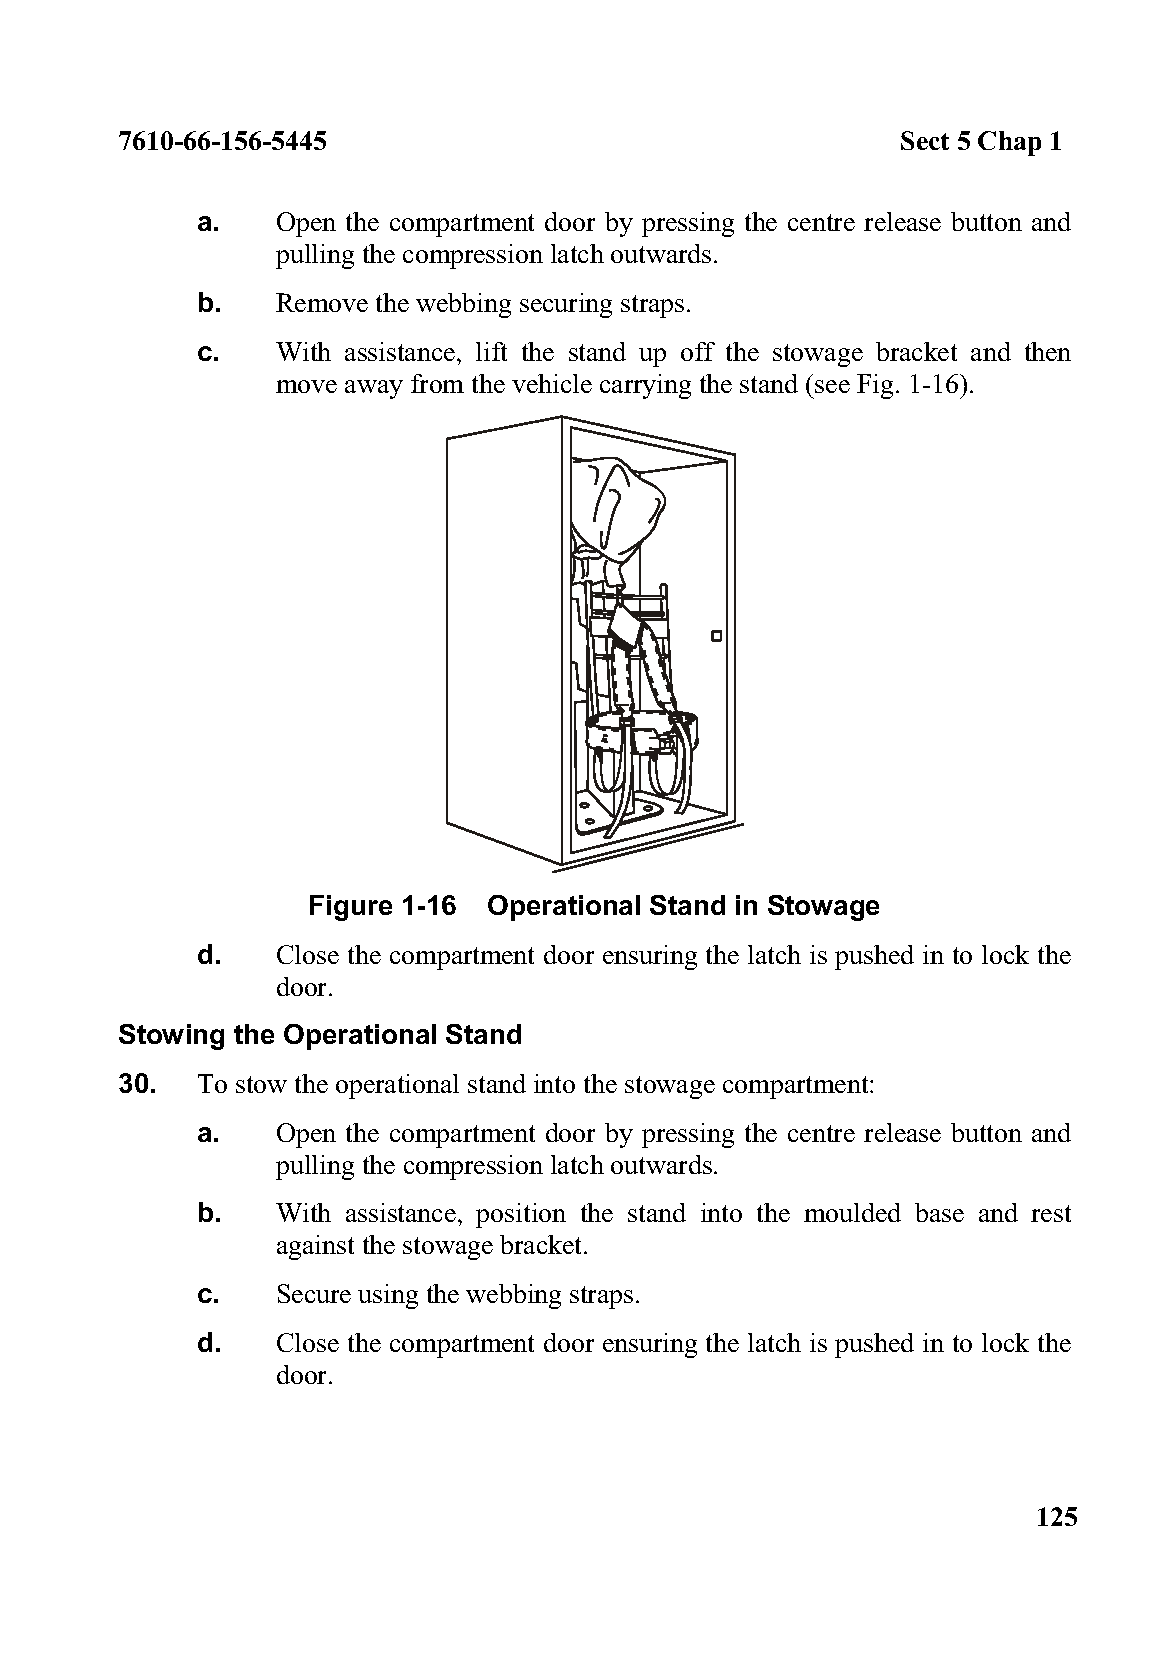 7610-66-156-5445 Sect 5 Chap 1
a. Open the compartment door by pressing the centre release button and
pulling the compression latch outwards.
b. Remove the webbing securing straps.
c. With assistance, lift the stand up off the stowage bracket and then
move away from the vehicle carrying the stand (see Fig. 1-16).
Figure 1-16 Operational Stand in Stowage
d. Close the compartment door ensuring the latch is pushed in to lock the
door.
Stowing the Operational Stand
30. To stow the operational stand into the stowage compartment:
a. Open the compartment door by pressing the centre release button and
pulling the compression latch outwards.
b. With assistance, position the stand into the moulded base and rest
against the stowage bracket.
c. Secure using the webbing straps.
d. Close the compartment door ensuring the latch is pushed in to lock the
door.
125